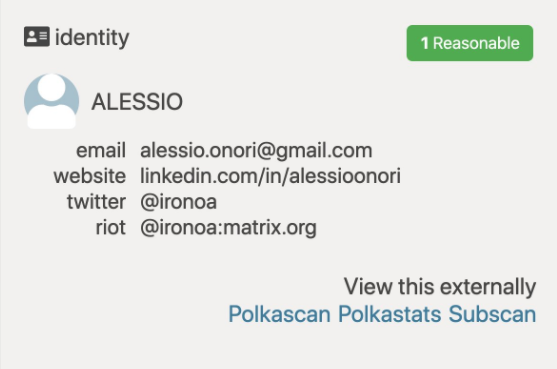 identity
1 Reasonable
ALESSIO
email alessio.onori@gmail.com
website linkedin.com/in/alessioonori
twitter @ironoa
riot @ironoa:matrix.org
View this externally
Polkascan Polkastats Subscan